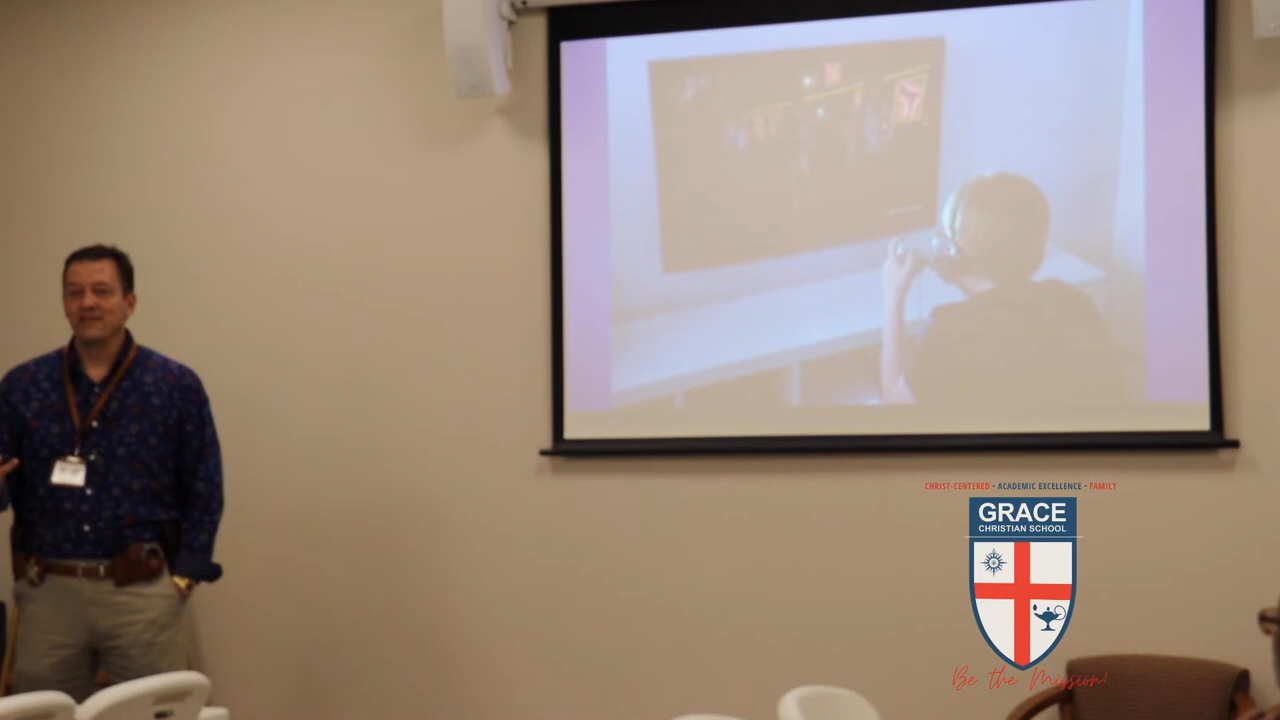 CHRIST-CENTERED • ACADEMIC EXCELLENCE • FAMILY
GRACE
CHRISTIAN SCHOOL
Be the Mission!